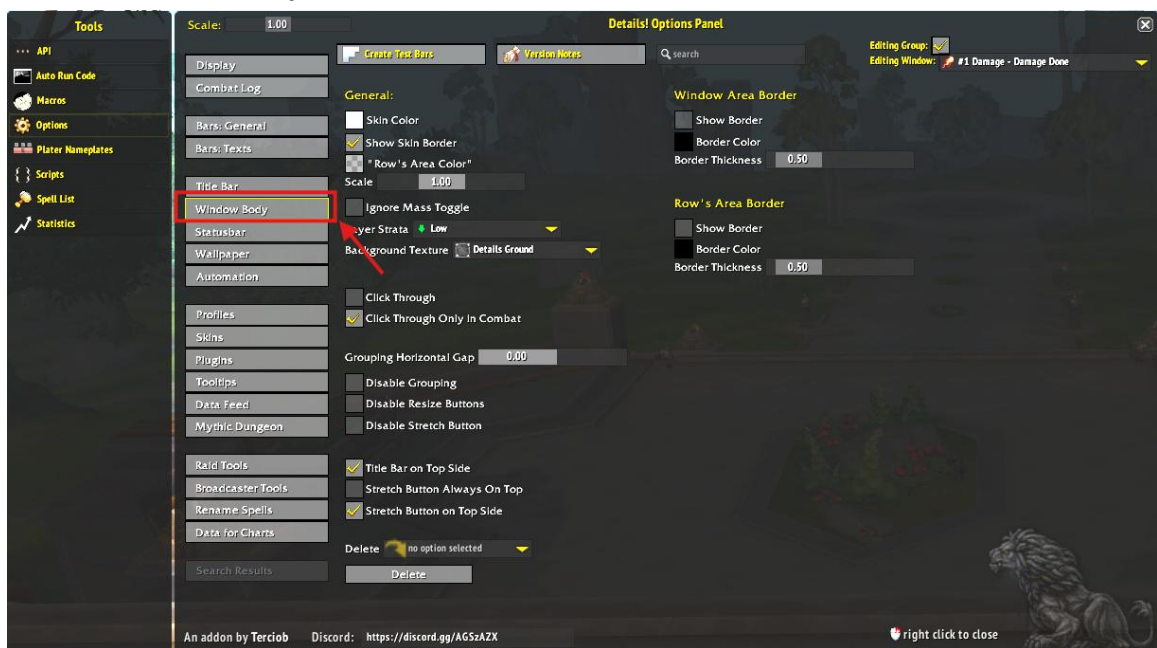 Tools
Scale: 1.00
Details! Options Panel
API
Auto Run Code
Macros
Options
Plater Nameplates
Scripts
Spell List
Statistics
Display
Combat Log
Bars: General
Bars: Texts
Title Bar
Window Body
Statusbar
Wallpaper
Automation
Profiles
Skins
Plugins
Tooltips
Data Feed
Mythic Dungeon
Raid Tools
Broadcaster Tools
Rename Spells
Data for Charts
Search Results
Create Test Bars
Version Notes
search
Editing Group:
Editing Window: #1 Damage - Damage Done
General:
Skin Color
Show Skin Border
"Row's Area Color"
Scale 1.00
Ignore Mass Toggle
yer Strata Low
Background Texture Details Ground
Click Through
Click Through Only in Combat
Grouping Horizontal Gap 0.00
Disable Grouping
Disable Resize Buttons
Disable Stretch Button
Title Bar on Top Side
Stretch Button Always On Top
Stretch Button on Top Side
Delete no option selected
Delete
Window Area Border
Show Border
Border Color
Border Thickness 0.50
Row's Area Border
Show Border
Border Color
Border Thickness 0.50
An addon by Terciob Discord: https://discord.gg/AGSzAZX
right click to close